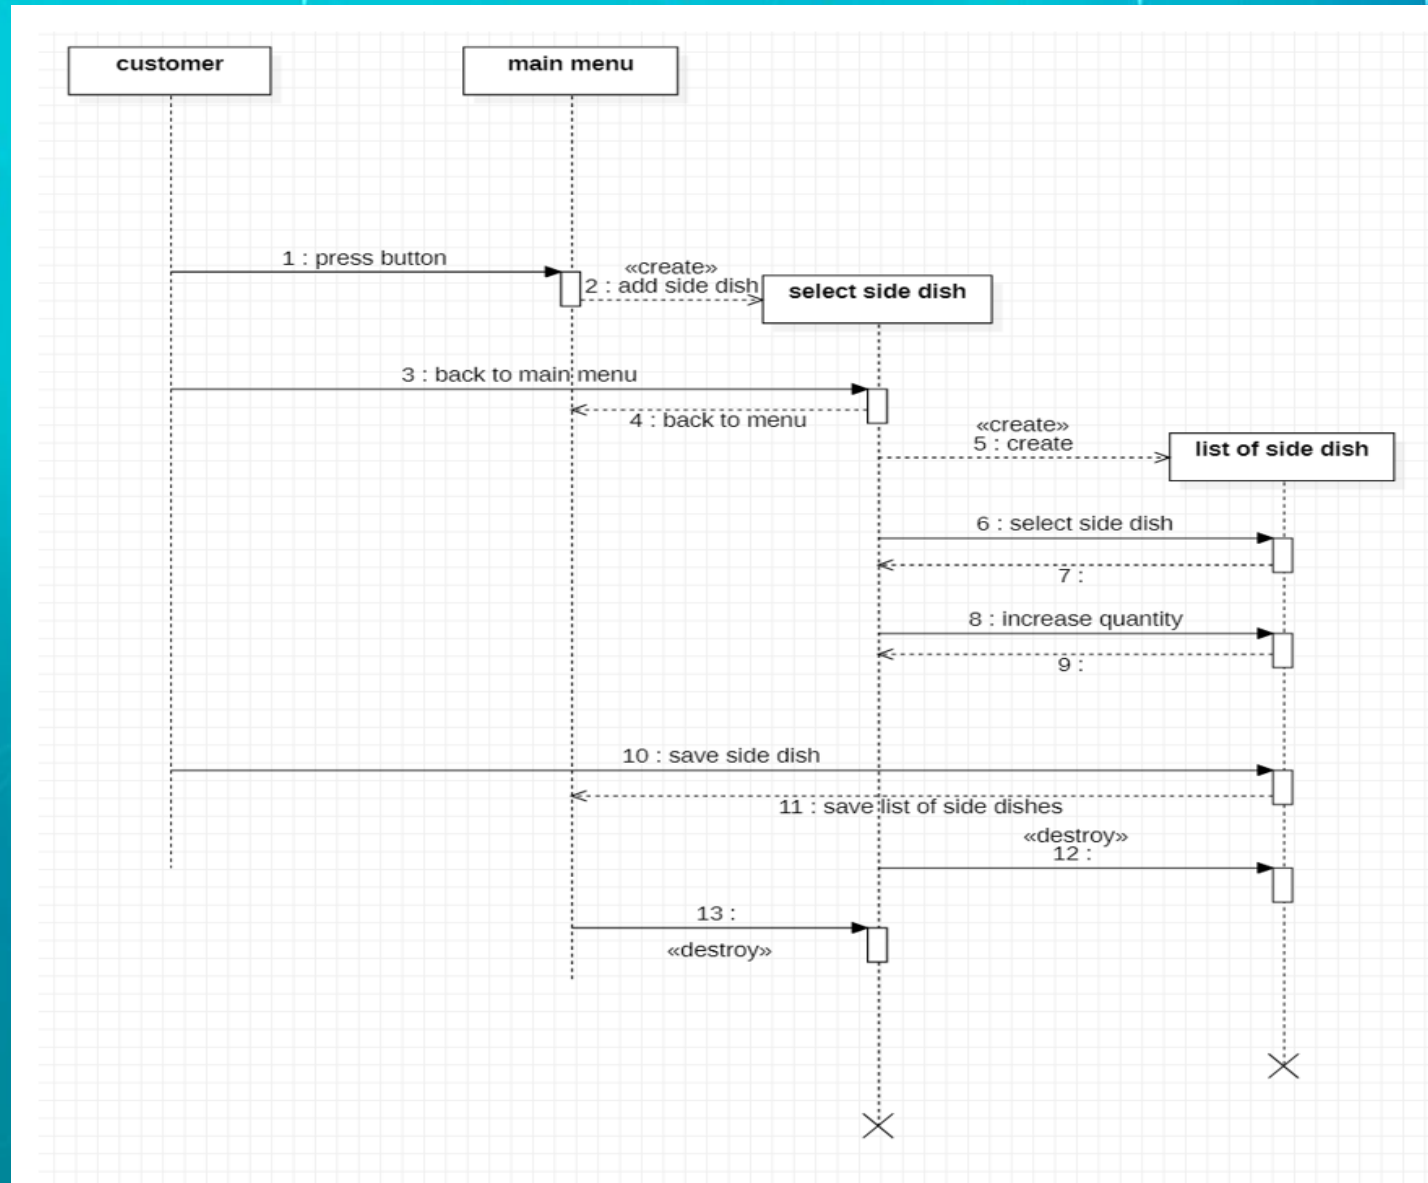 customer
main menu
1 : press button
«create»
2 : add side dish
select side dish
3 : back to main menu
4 : back to menu
«create»
5 : create
list of side dish
6 : select side dish
7 :
8 : increase quantity
9 :
10 : save side dish
11 : save list of side dishes
«destroy»
12 :
13 :
«destroy»